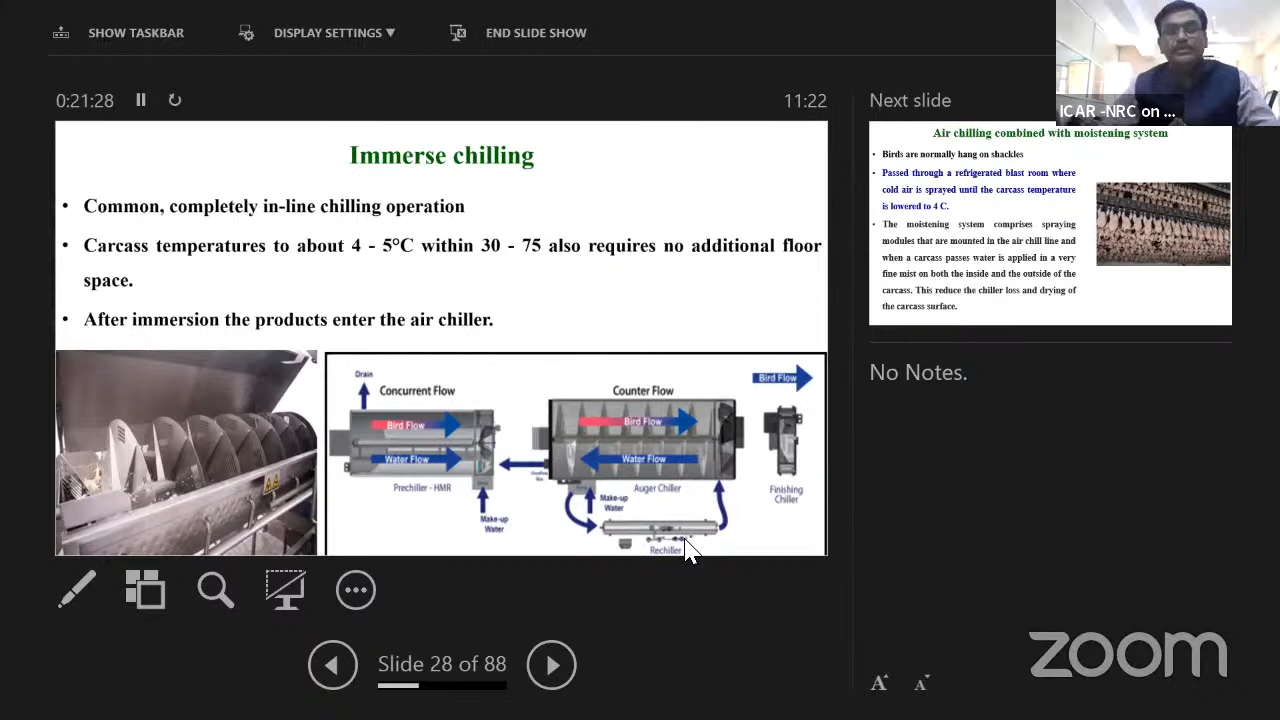 SHOW TASKBAR
DISPLAY SETTINGS ▼
END SLIDE SHOW
0:21:28
11:22
Next slide
ICAR -NRC on ...
Immerse chilling
• Common, completely in-line chilling operation
• Carcass temperatures to about 4 - 5°C within 30 - 75 also requires no additional floor
space.
• After immersion the products enter the air chiller.
Drain
Concurrent Flow
Bird Flow
Water Flow
Prechiller - HMR
Make-up
Water
Counter Flow
Bird Flow
Water Flow
Auger Chiller
Make-up
Water
Rechiller
Bird Flow
Finishing
Chiller
Air chilling combined with moistening system
• Birds are normally hang on shackles
• Passed through a refrigerated blast room where
cold air is sprayed until the carcass temperature
is lowered to 4 C.
• The moistening system comprises spraying
modules that are mounted in the air chill line and
when a carcass passes water is applied in a very
fine mist on both the inside and the outside of the
carcass. This reduce the chiller loss and drying of
the carcass surface.
No Notes.
Slide 28 of 88
A A
zoom